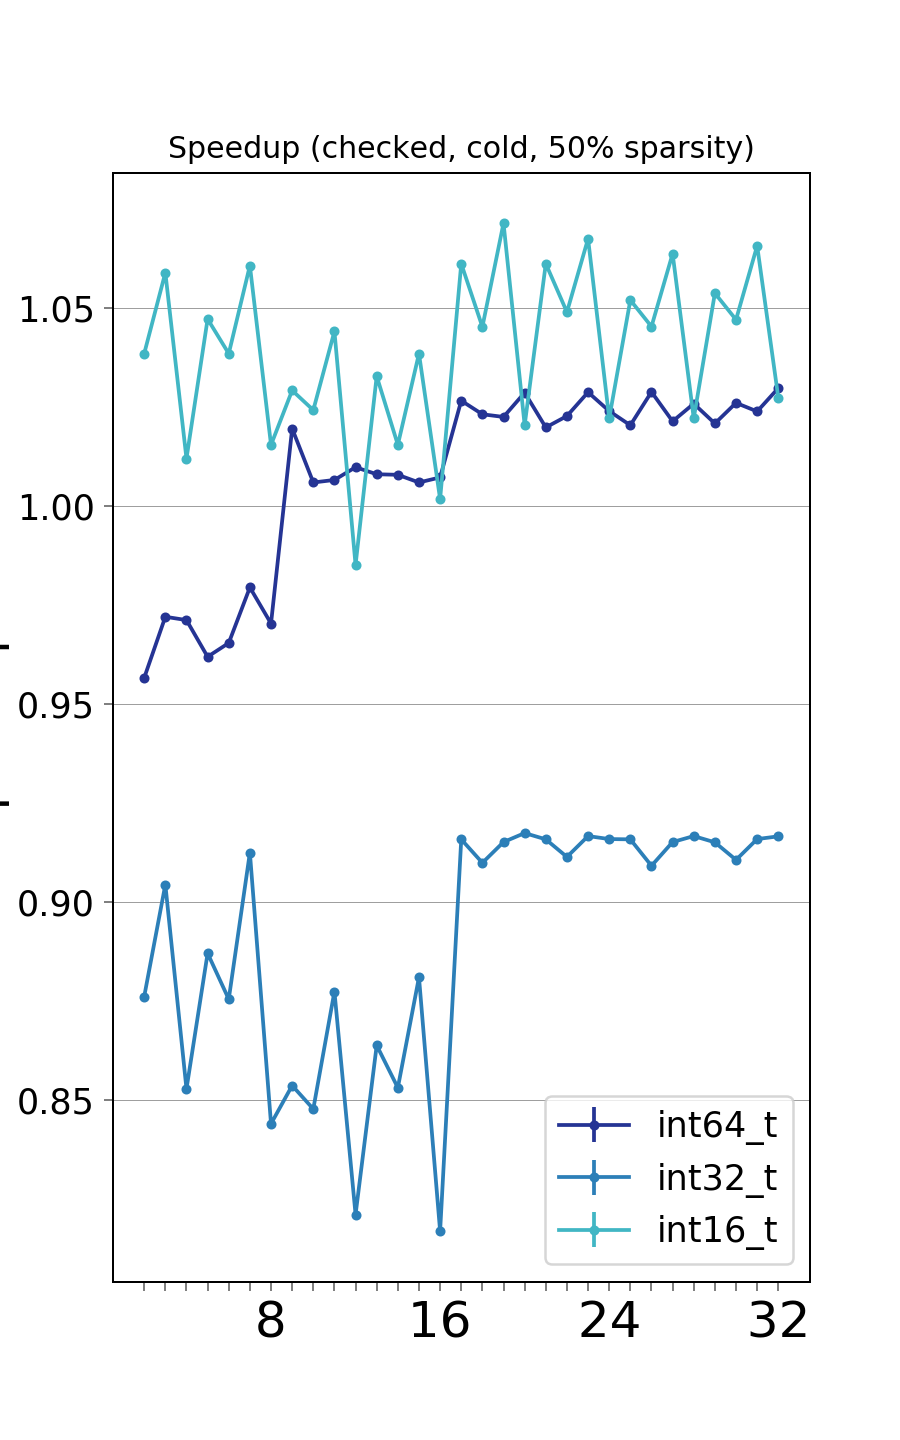 Speedup (checked, cold, 50% sparsity)
1.05
1.00
0.95
0.90
0.85
int64_t
int32_t
int16_t
8 16 24 32